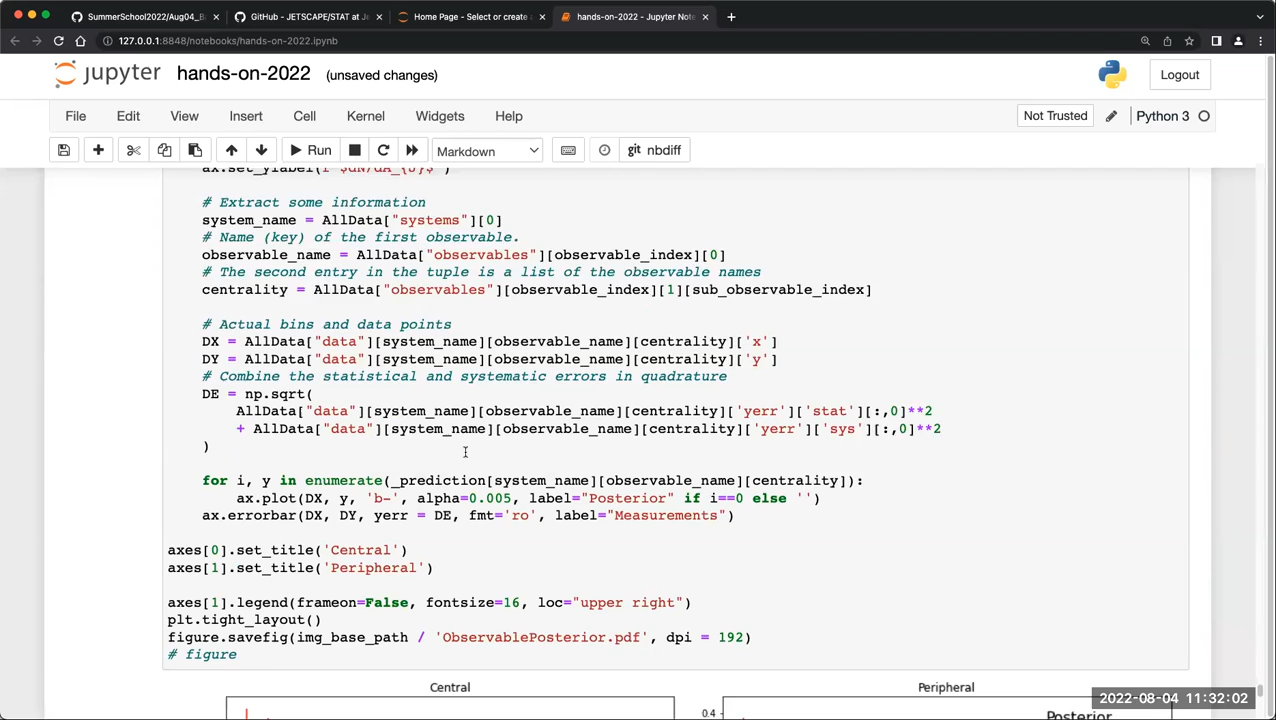 SummerSchool2022/Aug04_B
GitHub - JETSCAPE/STAT at J
Home Page - Select or create
hands-on-2022 - Jupyter Not
127.0.0.1:8848/notebooks/hands-on-2022.ipynb
jupyter hands-on-2022 (unsaved changes) Logout
File Edit View Insert Cell Kernel Widgets Help Not Trusted Python 3
Run Markdown git nbdiff
# Extract some information
system_name = AllData["systems"][0]
# Name (key) of the first observable.
observable_name = AllData["observables"][observable_index][0]
# The second entry in the tuple is a list of the observable names
centrality = AllData["observables"][observable_index][1][sub_observable_index]
# Actual bins and data points
DX = AllData["data"][system_name][observable_name][centrality]['x']
DY = AllData["data"][system_name][observable_name][centrality]['y']
# Combine the statistical and systematic errors in quadrature
DE = np.sqrt(
AllData["data"][system_name][observable_name][centrality]['yerr']['stat'][:,0]**2
+ AllData["data"][system_name][observable_name][centrality]['yerr']['sys'][:,0]**2
)
for i, y in enumerate(_prediction[system_name][observable_name][centrality]):
ax.plot(DX, y, 'b-', alpha=0.005, label="Posterior" if i==0 else '')
ax.errorbar(DX, DY, yerr = DE, fmt='ro', label="Measurements")
axes[0].set_title('Central')
axes[1].set_title('Peripheral')
axes[1].legend(frameon=False, fontsize=16, loc="upper right")
plt.tight_layout()
figure.savefig(img_base_path / 'ObservablePosterior.pdf', dpi = 192)
# figure
Central Peripheral
0.4
Posterior
2022-08-04 11:32:02